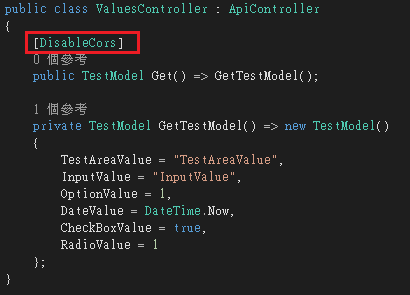 public class ValuesController : ApiController
{
[DisableCors]
0 個參考
public TestModel Get() => GetTestModel();
1 個參考
private TestModel GetTestModel() => new TestModel()
{
TestAreaValue = "TestAreaValue",
InputValue = "InputValue",
OptionValue = 1,
DateValue = DateTime.Now,
CheckBoxValue = true,
RadioValue = 1
};
}